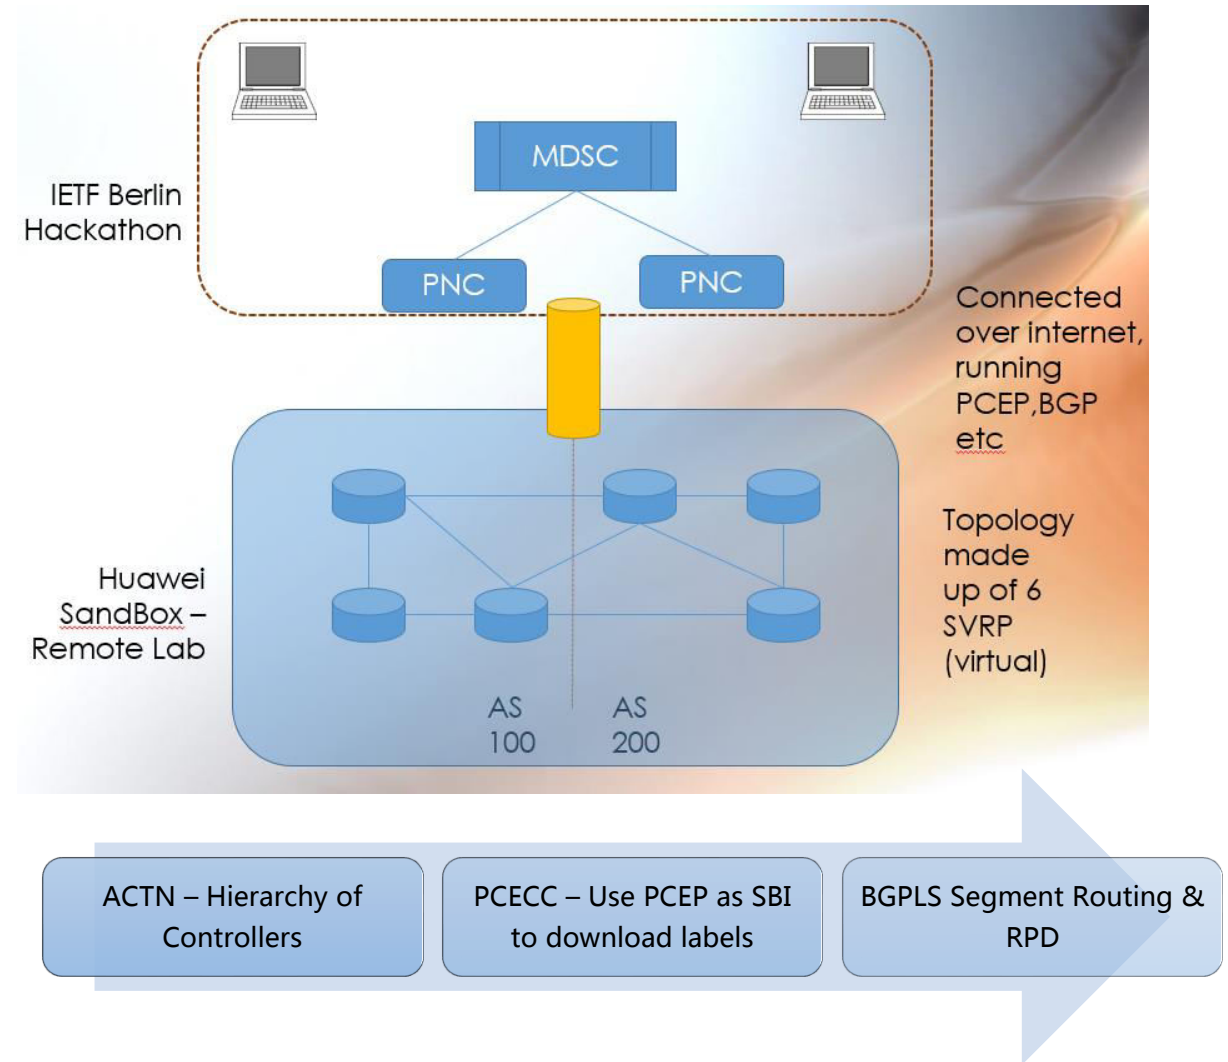 MDSC
IETF Berlin
Hackathon
PNC
PNC
Connected
over internet,
running
PCEP,BGP
etc
Huawei
SandBox –
Remote Lab
Topology
made
up of 6
SVRP
(virtual)
AS
100
AS
200
ACTN – Hierarchy of
Controllers
PCECC – Use PCEP as SBI
to download labels
BGPLS Segment Routing &
RPD